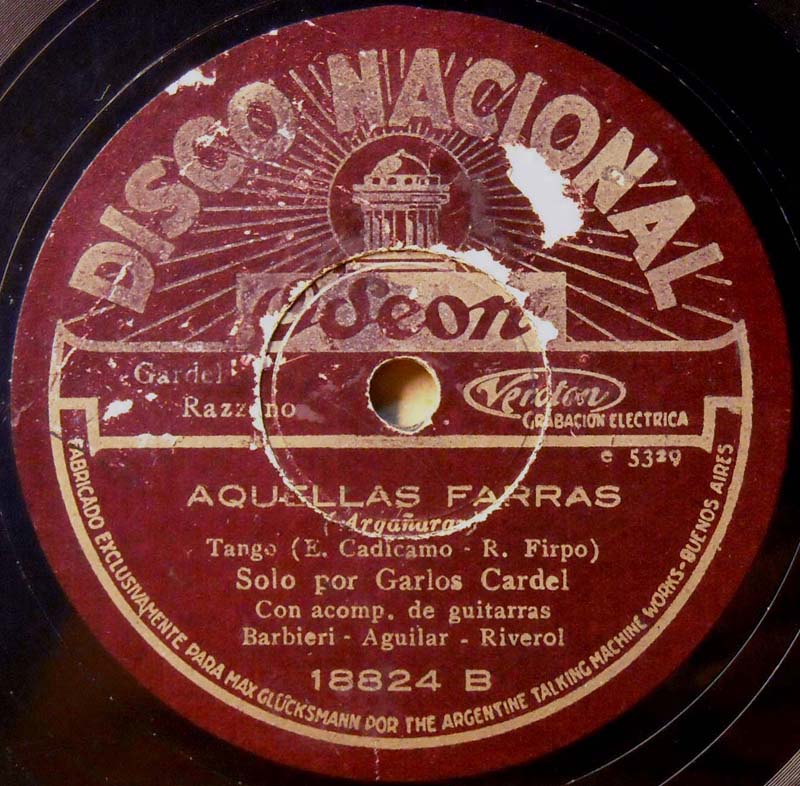 DISCO NACIONAL
Odeon
Gardel
Razzano
Veroton
GRABACION ELECTRICA
e 5329
AQUELLAS FARRAS
(Argañaraz)
Tango (E. Cadicamo - R. Firpo)
Solo por Garlos Cardel
Con acomp. de guitarras
Barbieri - Aguilar - Riverol
18824 B
FABRICADO EXCLUSIVAMENTE PARA MAX GLÜCKSMANN POR THE ARGENTINE TALKING MACHINE WORKS - BUENOS AIRES